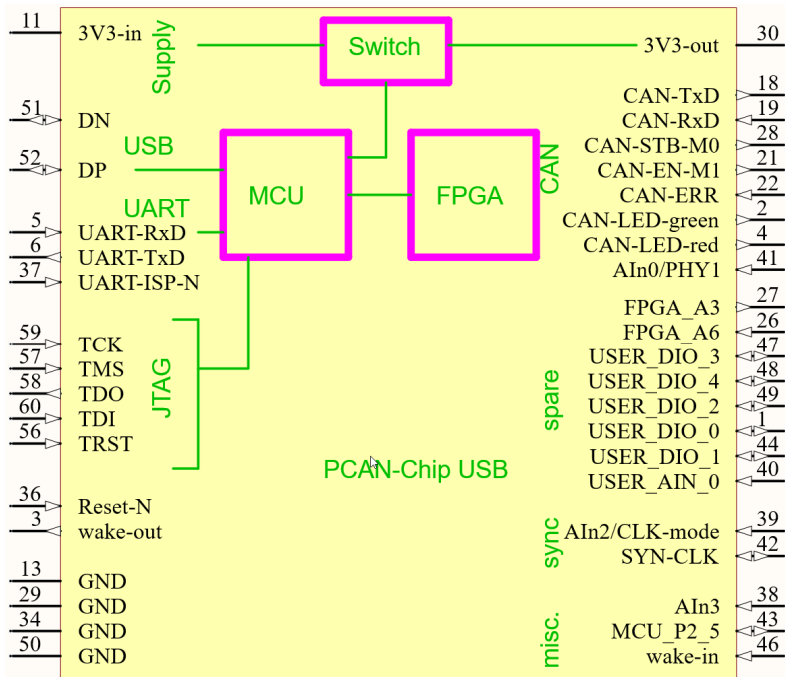 11 3V3-in Supply Switch 3V3-out 30
CAN-TxD 18
51 DN CAN-RxD 19
USB CAN-STB-M0 28
52 DP MCU FPGA CAN CAN-EN-M1 21
CAN-ERR 22
UART CAN-LED-green 2
5 UART-RxD CAN-LED-red 4
6 UART-TxD AIn0/PHY1 41
37 UART-ISP-N
FPGA_A3 27
FPGA_A6 26
59 TCK USER_DIO_3 47
57 TMS USER_DIO_4 48
58 TDO JTAG spare USER_DIO_2 49
60 TDI USER_DIO_0 1
56 TRST USER_DIO_1 44
PCAN-Chip USB USER_AIN_0 40
36 Reset-N
3 wake-out sync AIn2/CLK-mode 39
SYN-CLK 42
13 GND
29 GND AIn3 38
34 GND misc. MCU_P2_5 43
50 GND wake-in 46